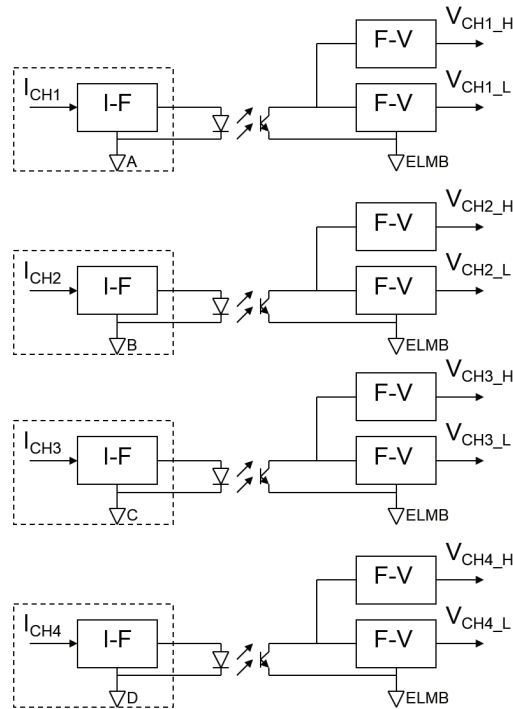 F-V V_CH1_H
I_CH1 I-F F-V V_CH1_L
A ELMB
F-V V_CH2_H
I_CH2 I-F F-V V_CH2_L
B ELMB
F-V V_CH3_H
I_CH3 I-F F-V V_CH3_L
C ELMB
F-V V_CH4_H
I_CH4 I-F F-V V_CH4_L
D ELMB